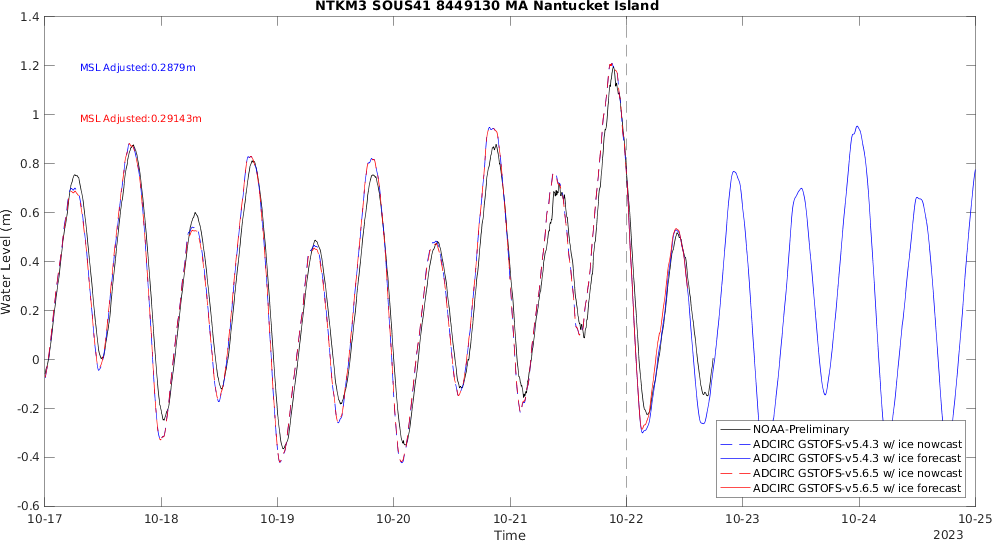 NTKM3 SOUS41 8449130 MA Nantucket Island
1.4
1.2
1
0.8
0.6
0.4
0.2
0
-0.2
-0.4
-0.6
Water Level (m)
MSL Adjusted:0.2879m
MSL Adjusted:0.29143m
NOAA-Preliminary
ADCIRC GSTOFS-v5.4.3 w/ ice nowcast
ADCIRC GSTOFS-v5.4.3 w/ ice forecast
ADCIRC GSTOFS-v5.6.5 w/ ice nowcast
ADCIRC GSTOFS-v5.6.5 w/ ice forecast
10-17 10-18 10-19 10-20 10-21 10-22 10-23 10-24 10-25
Time
2023